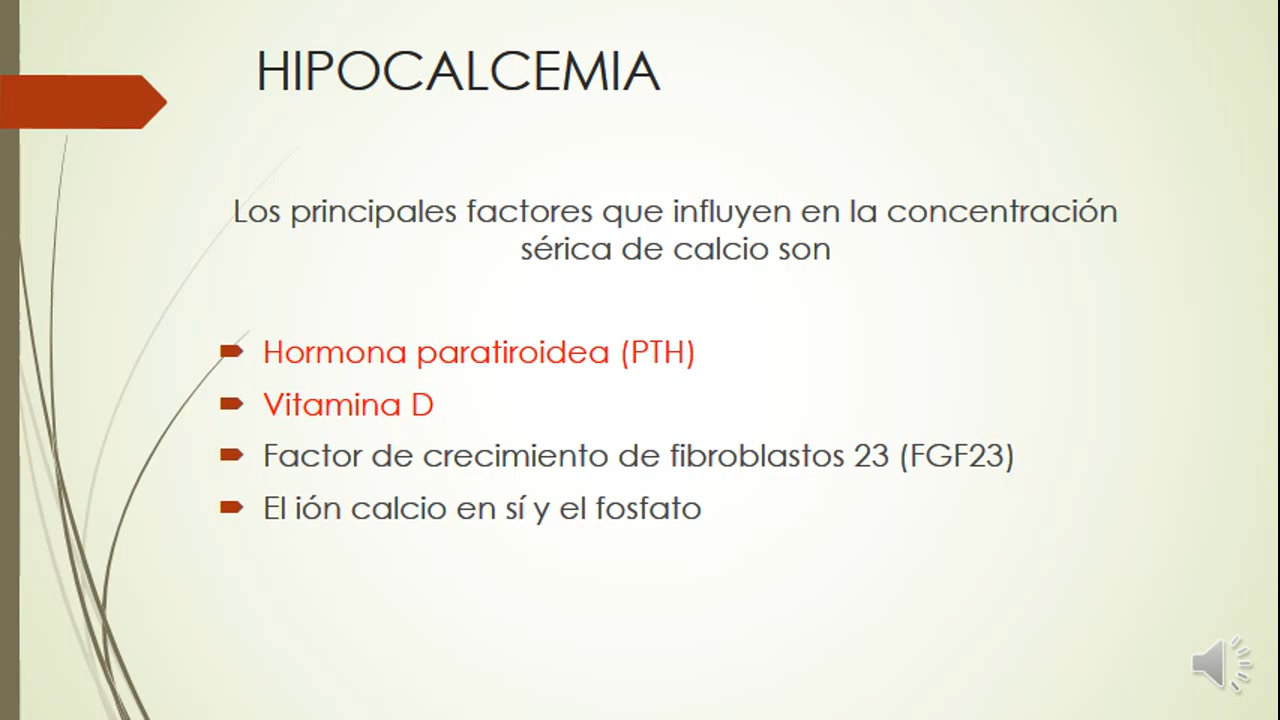 HIPOCALCEMIA
Los principales factores que influyen en la concentración
sérica de calcio son
Hormona paratiroidea (PTH)
Vitamina D
Factor de crecimiento de fibroblastos 23 (FGF23)
El ión calcio en sí y el fosfato